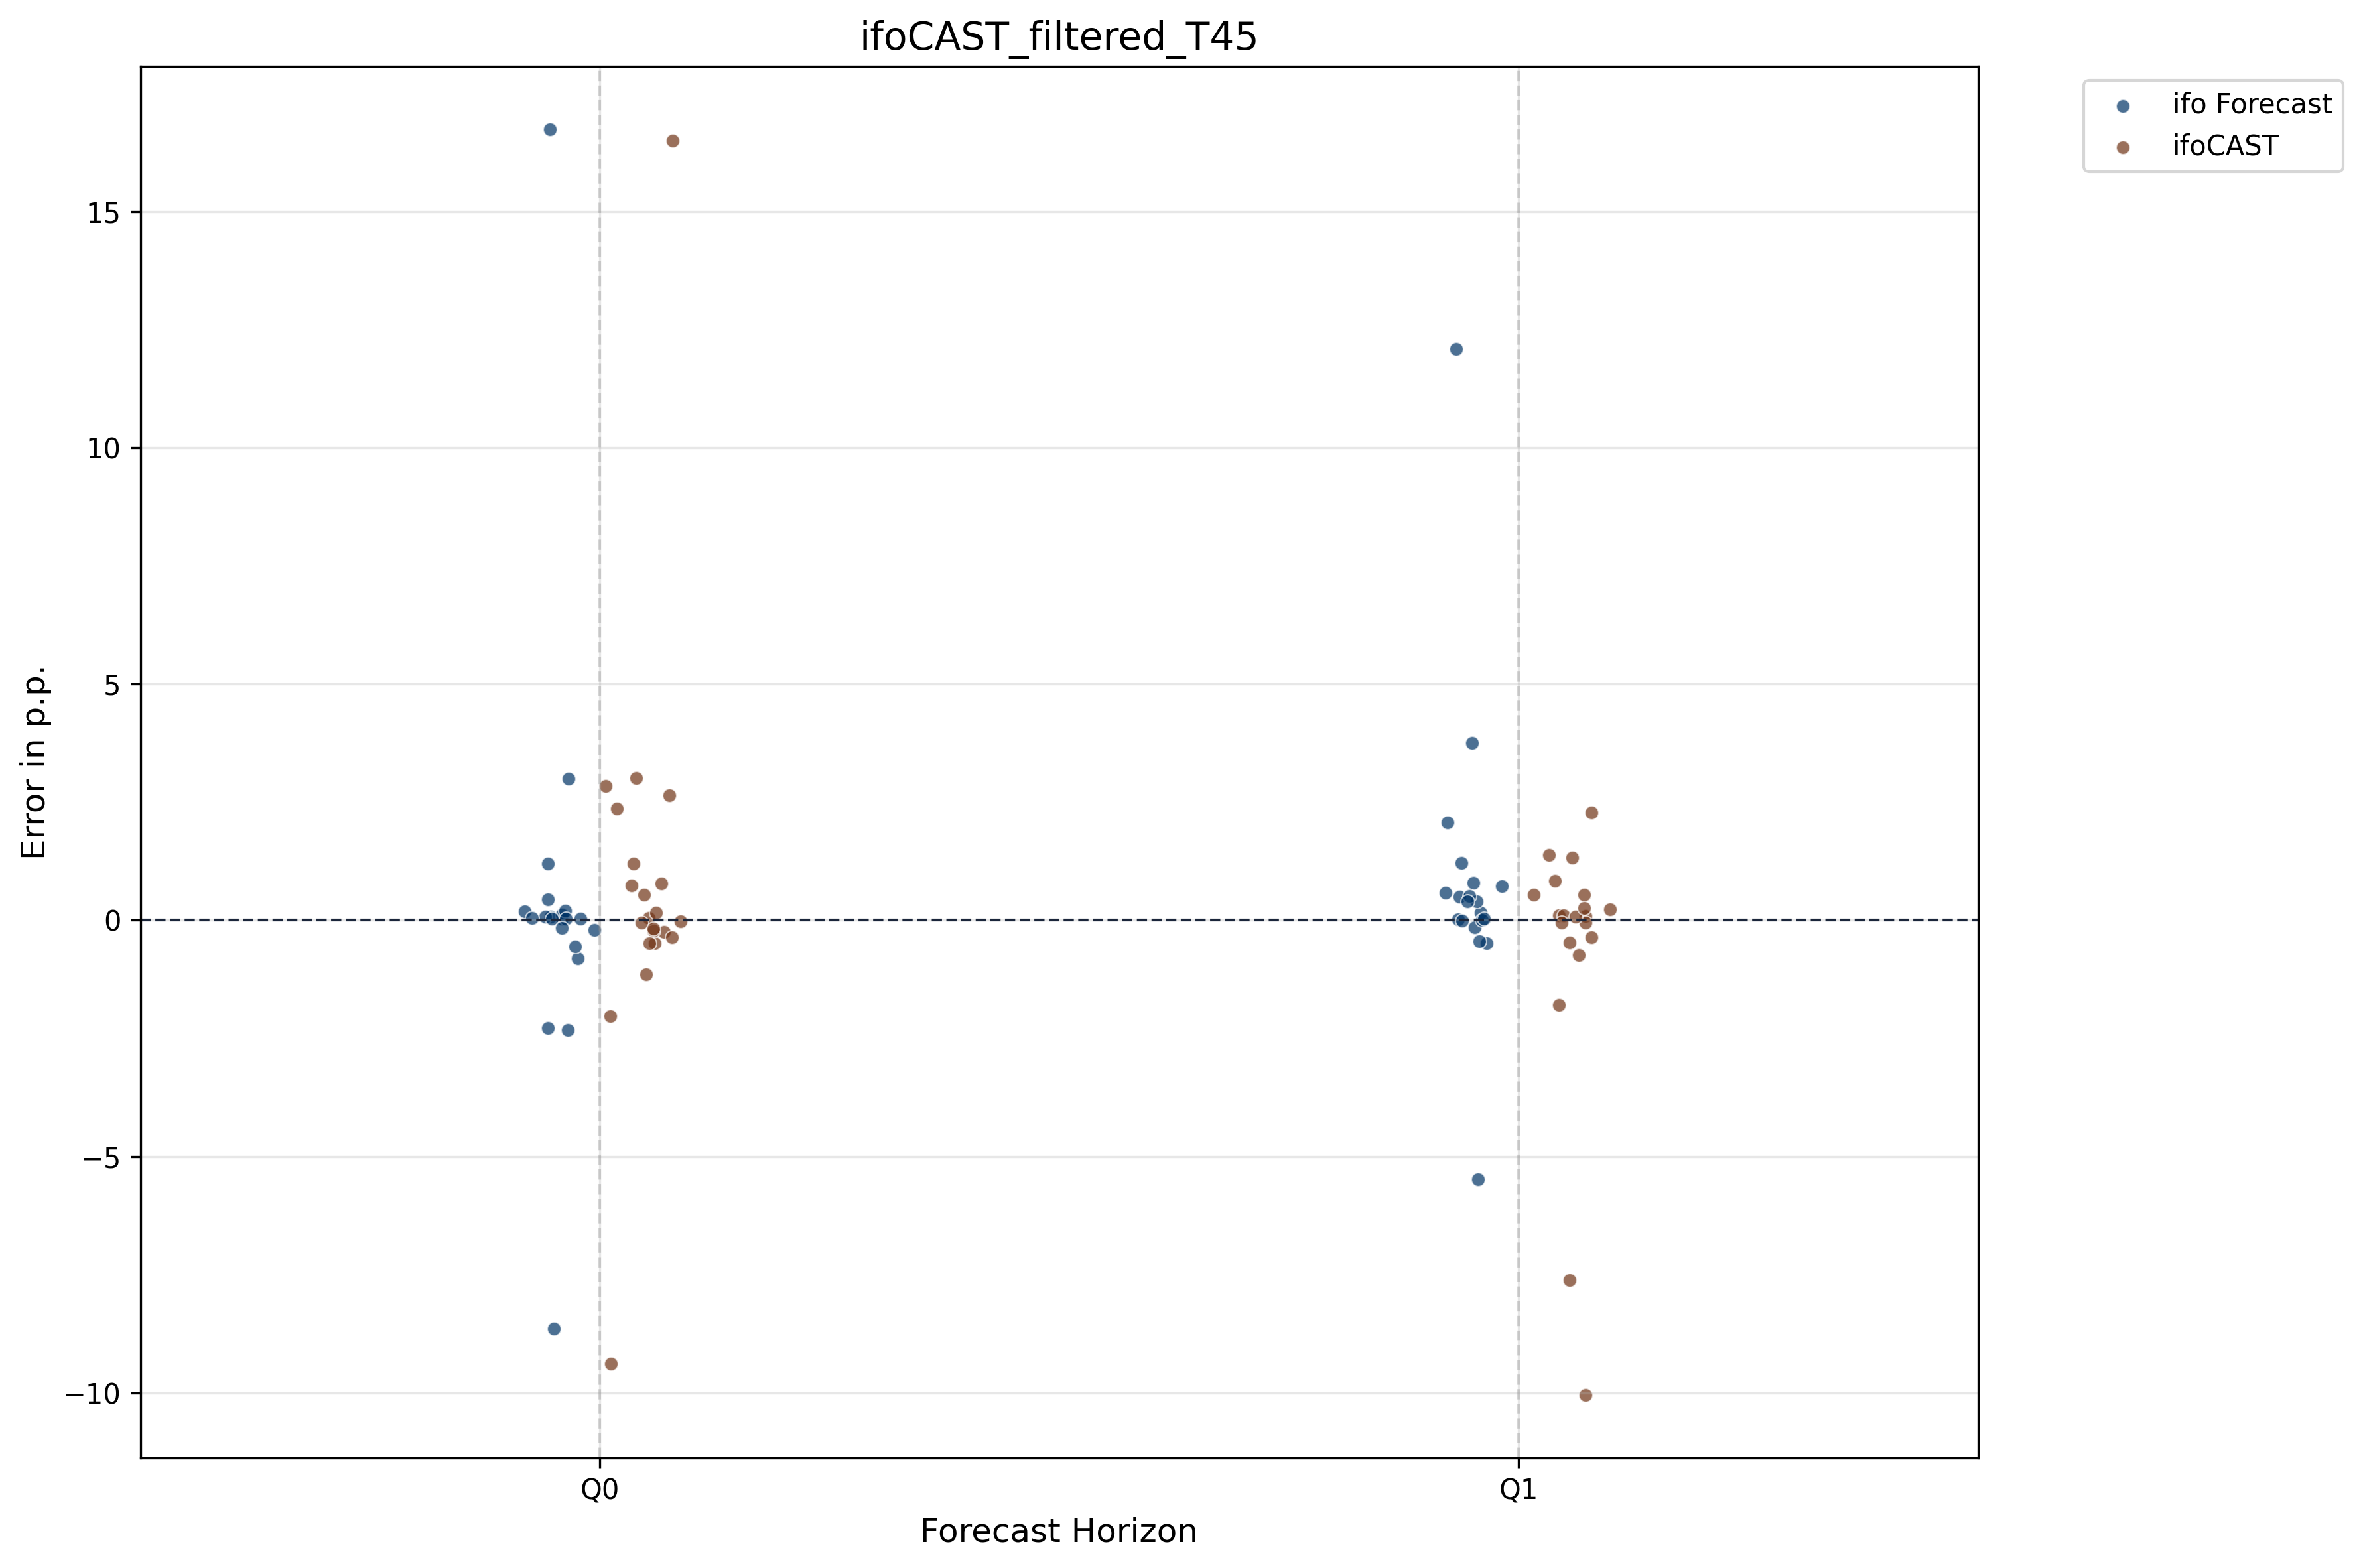 ifoCAST_filtered_T45
ifo Forecast
ifoCAST
Error in p.p.
15
10
5
0
−5
−10
Q0
Q1
Forecast Horizon